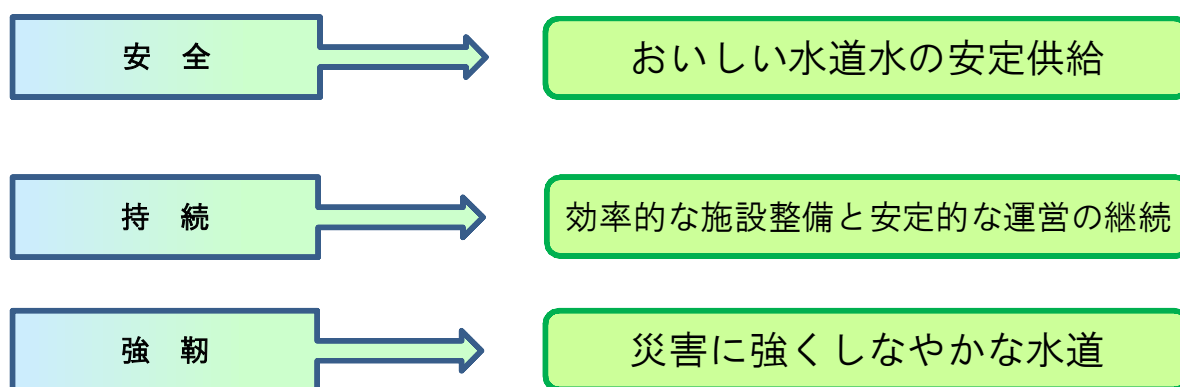 安　全
おいしい水道水の安定供給
持　続
効率的な施設整備と安定的な運営の継続
強　靭
災害に強くしなやかな水道